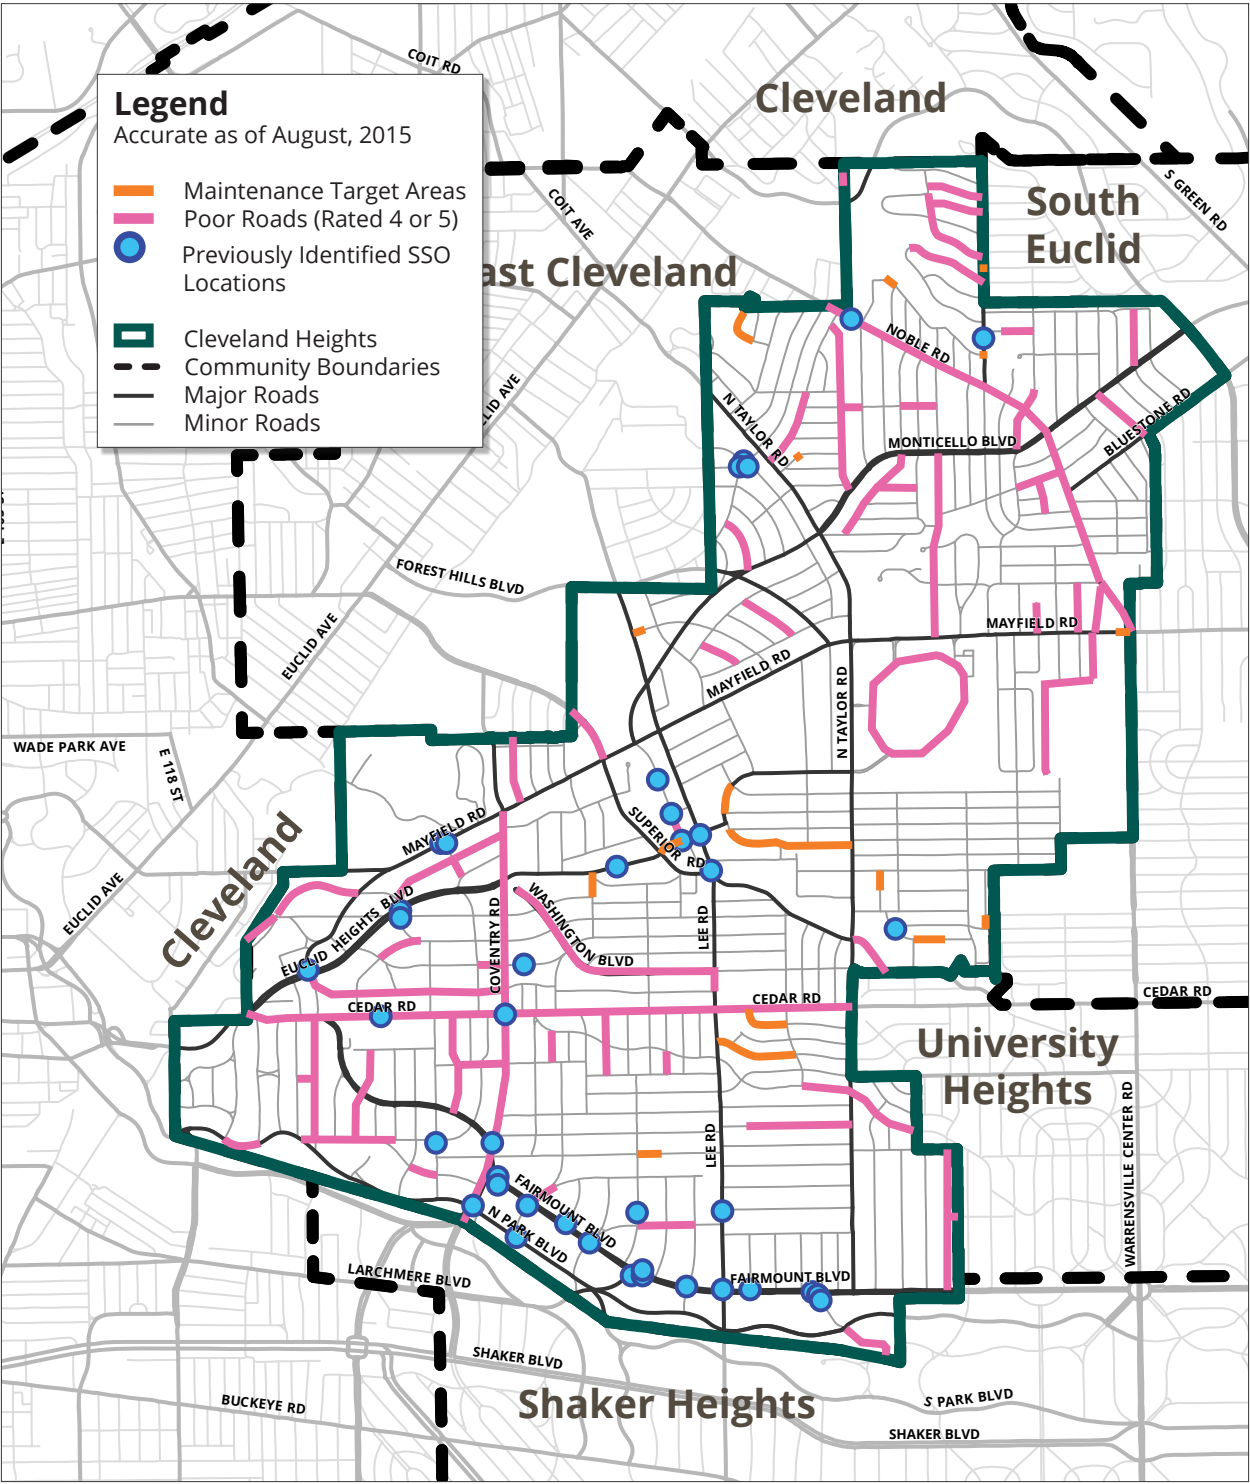 COIT RD
Cleveland
Legend
Accurate as of August, 2015
Maintenance Target Areas
Poor Roads (Rated 4 or 5)
Previously Identified SSO
Locations
Cleveland Heights
Community Boundaries
Major Roads
Minor Roads
S GREEN RD
COIT AVE
South
Euclid
ast Cleveland
NOBLE RD
CLID AVE
N TAYLOR RD
BLUESTONE RD
MONTICELLO BLVD
FOREST HILLS BLVD
EUCLID AVE
MAYFIELD RD
MAYFIELD RD
N TAYLOR RD
WADE PARK AVE
E 118 ST
MAYFIELD RD
SUPERIOR RD
Cleveland
EUCLID AVE
EUCLID HEIGHTS BLVD
COVENTRY RD
WASHINGTON BLVD
LEE RD
CEDAR RD
CEDAR RD
CEDAR RD
University
Heights
LEE RD
WARRENSVILLE CENTER RD
FAIRMOUNT BLVD
N PARK BLVD
LARCHMERE BLVD
FAIRMOUNT BLVD
SHAKER BLVD
Shaker Heights
BUCKEYE RD
S PARK BLVD
SHAKER BLVD